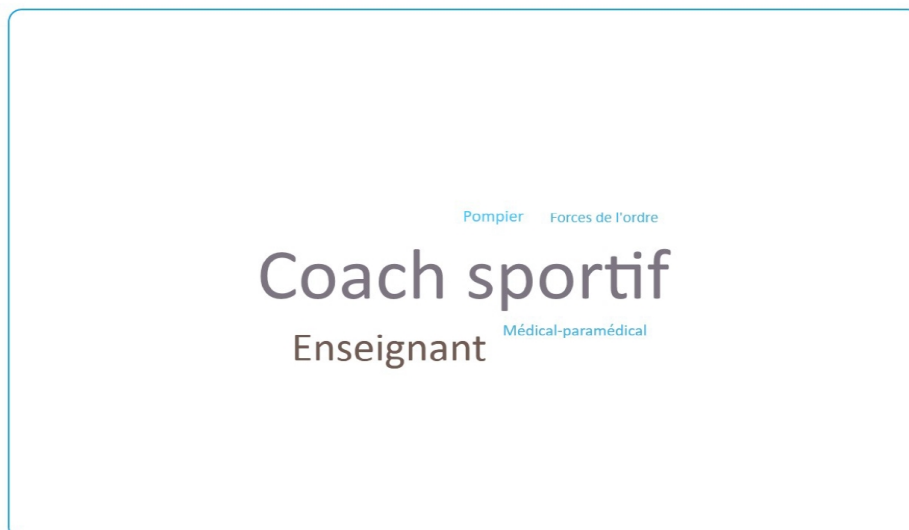 Pompier Forces de l'ordre
Coach sportif
Médical-paramédical
Enseignant